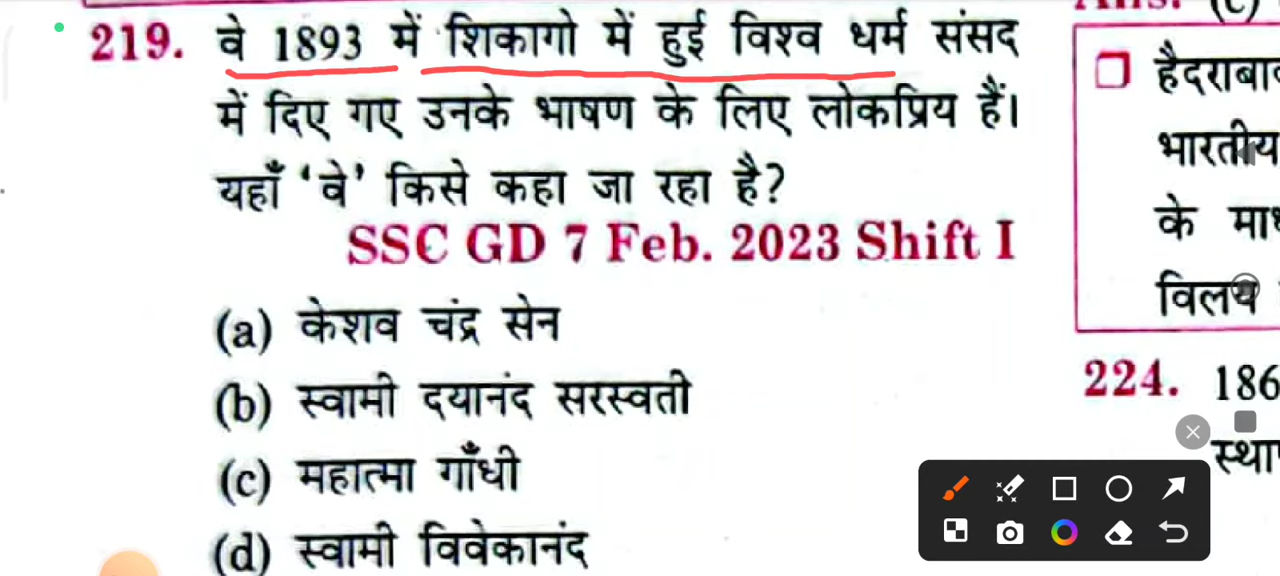 219. वे 1893 में शिकागो में हुई विश्व धर्म संसद
में दिए गए उनके भाषण के लिए लोकप्रिय हैं।
यहाँ ‘वे’ किसे कहा जा रहा है?
SSC GD 7 Feb. 2023 Shift I
(a) केशव चंद्र सेन
(b) स्वामी दयानंद सरस्वती
(c) महात्मा गाँधी
(d) स्वामी विवेकानंद
(c)
भारतीय
के
विलय
224. 186